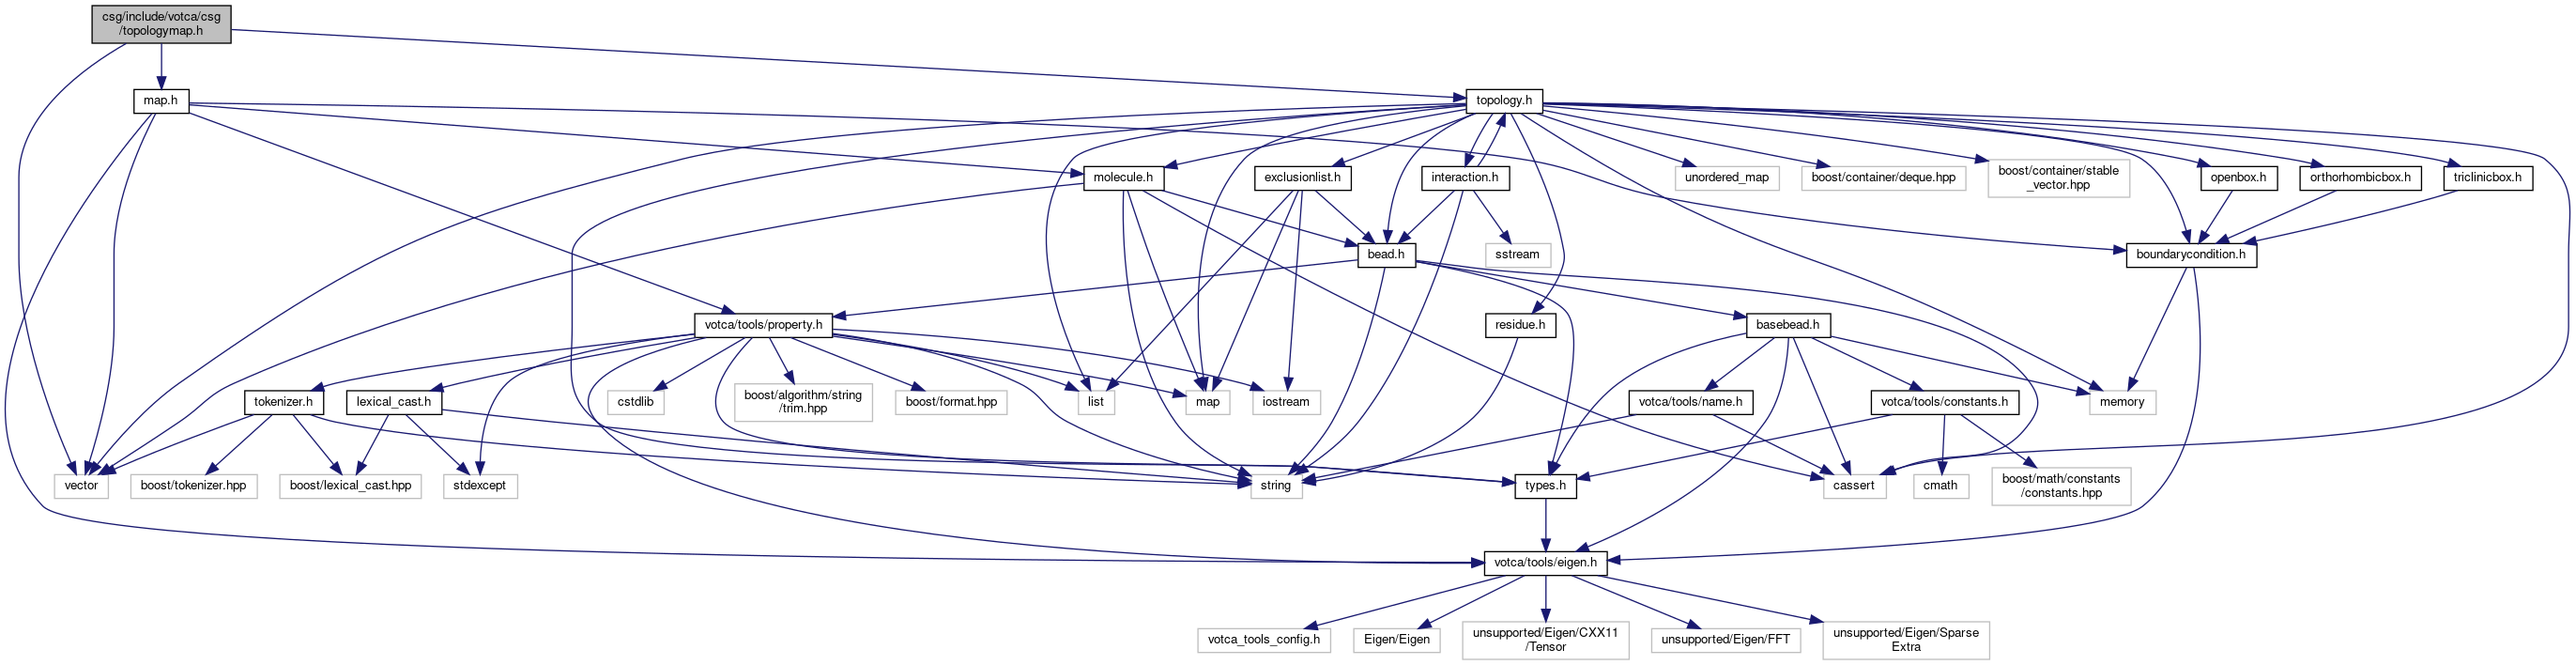 csg/include/votca/csg
/topologymap.h
map.h
topology.h
molecule.h
exclusionlist.h
interaction.h
unordered_map
boost/container/deque.hpp
boost/container/stable
_vector.hpp
openbox.h
orthorhombicbox.h
triclinicbox.h
bead.h
sstream
boundarycondition.h
votca/tools/property.h
residue.h
basebead.h
tokenizer.h
lexical_cast.h
cstdlib
boost/algorithm/string
/trim.hpp
boost/format.hpp
list
map
iostream
votca/tools/name.h
votca/tools/constants.h
memory
vector
boost/tokenizer.hpp
boost/lexical_cast.hpp
stdexcept
string
types.h
cassert
cmath
boost/math/constants
/constants.hpp
votca/tools/eigen.h
votca_tools_config.h
Eigen/Eigen
unsupported/Eigen/CXX11
/Tensor
unsupported/Eigen/FFT
unsupported/Eigen/Sparse
Extra